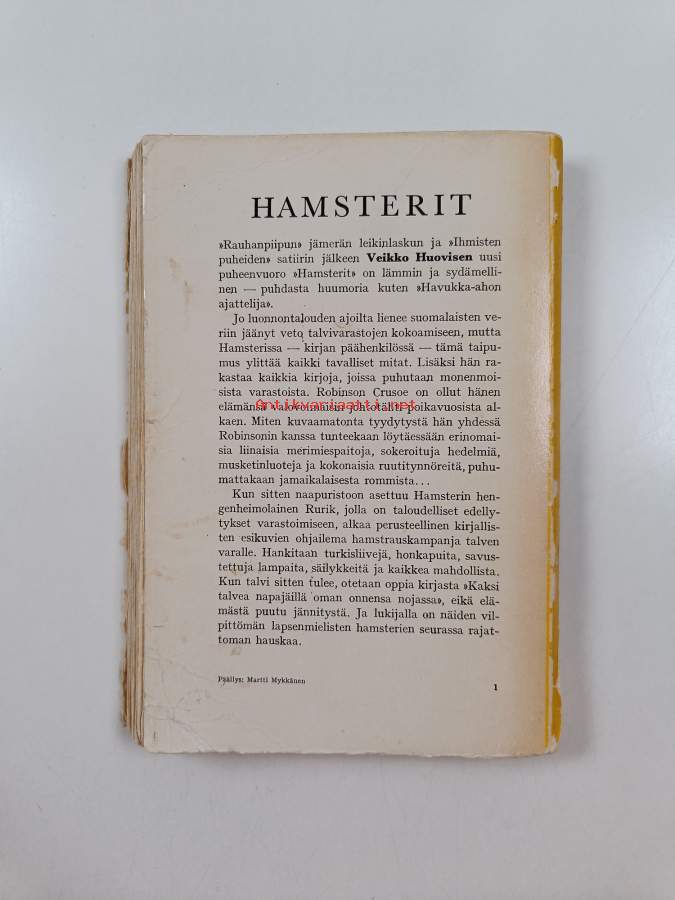 HAMSTERIT
»Rauhanpiipun» jämerän leikinlaskun ja »Ihmisten
puheiden» satiirin jälkeen Veikko Huovisen uusi
puheenvuoro »Hamsterit» on lämmin ja sydämelli-
nen — puhdasta huumoria kuten »Havukka-ahon
ajattelija».
Jo luonnontalouden ajoilta lienee suomalaisten ve-
riin jäänyt veto talvivarastojen kokoamiseen, mutta
Hamsterissa — kirjan päähenkilössä — tämä taipu-
mus ylittää kaikki tavalliset mitat. Lisäksi hän ra-
kastaa kaikkia kirjoja, joissa puhutaan monenmoi-
sista varastoista. Robinson Crusoe on ollut hänen
elämänsä valovoimaisin johtotähti poikavuosista al-
kaen. Miten kuvaamatonta tyydytystä hän yhdessä
Robinsonin kanssa tunteekaan löytäessään erinomai-
sia liinaisia merimiespaitoja, sokeroituja hedelmiä,
musketinluoteja ja kokonaisia ruutitynnöreitä, puhu-
mattakaan jamaikalaisesta rommista...
Kun sitten naapuristoon asettuu Hamsterin hen-
genheimolainen Rurik, jolla on taloudelliset edelly-
tykset varastoimiseen, alkaa perusteellinen kirjallis-
ten esikuvien ohjailema hamstrauskampanja talven
varalle. Hankitaan turkisliivejä, honkapuita, savus-
tettuja lampaita, säilykkeitä ja kaikkea mahdollista.
Kun talvi sitten tulee, otetaan oppia kirjasta »Kaksi
talvea napajäillä oman onnensa nojassa», eikä elä-
mästä puutu jännitystä. Ja lukijalla on näiden vil-
pittömän lapsenmielisten hamsterien seurassa rajat-
toman hauskaa.
Päällys: Martti Mykkänen
1
antikvariaatti.net